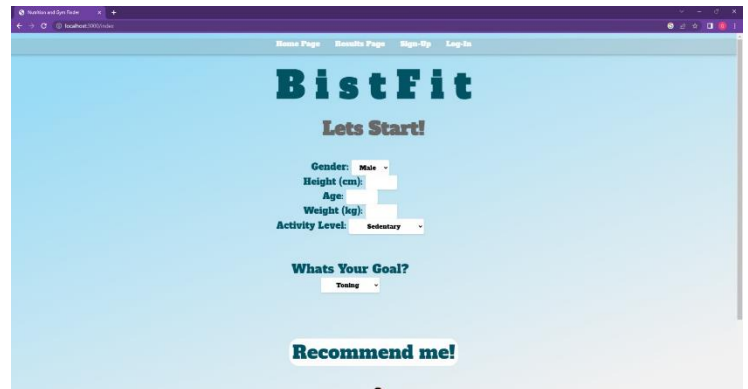 Nutrition and Gym Finder
localhost:3000/index
Home Page Results Page Sign-Up Log-In
BistFit
Lets Start!
Gender: Male
Height (cm):
Age:
Weight (kg):
Activity Level: Sedentary
Whats Your Goal?
Toning
Recommend me!